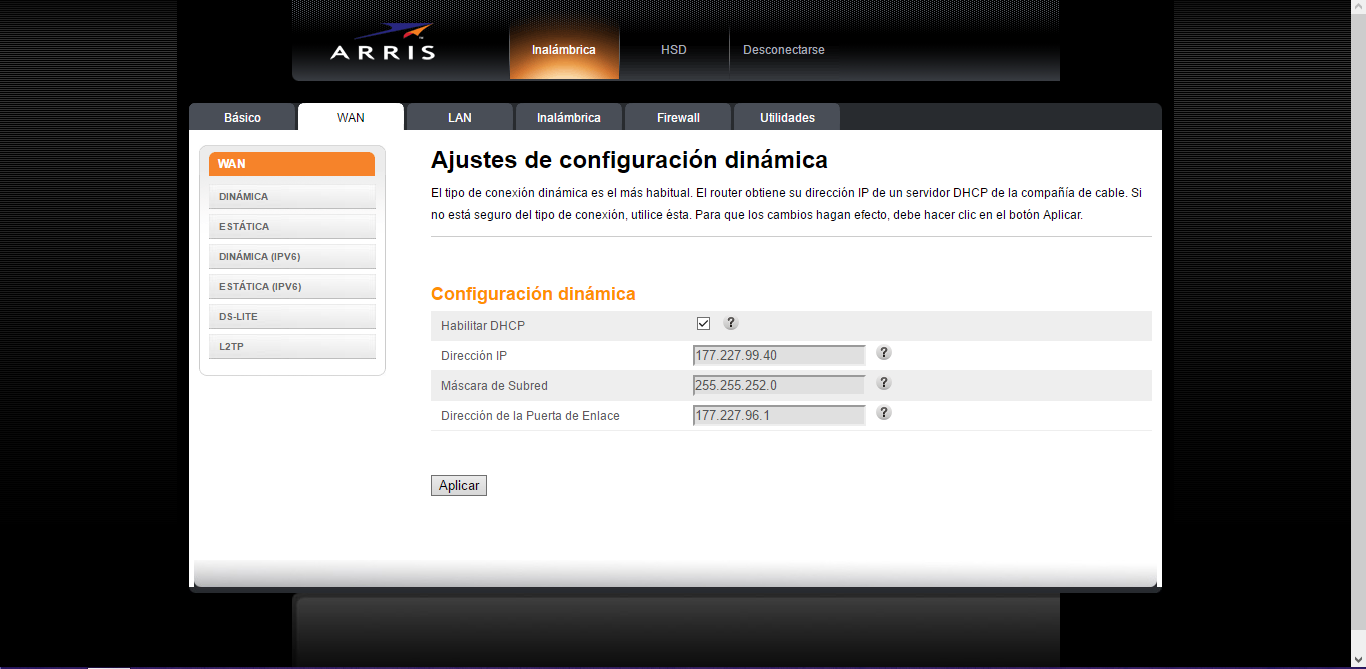 ARRIS
Inalámbrica
HSD
Desconectarse
Básico
WAN
LAN
Inalámbrica
Firewall
Utilidades
WAN
DINÁMICA
ESTÁTICA
DINÁMICA (IPV6)
ESTÁTICA (IPV6)
DS-LITE
L2TP
Ajustes de configuración dinámica
El tipo de conexión dinámica es el más habitual. El router obtiene su dirección IP de un servidor DHCP de la compañía de cable. Si
no está seguro del tipo de conexión, utilice ésta. Para que los cambios hagan efecto, debe hacer clic en el botón Aplicar.
Configuración dinámica
Habilitar DHCP ?
Dirección IP 177.227.99.40 ?
Máscara de Subred 255.255.252.0 ?
Dirección de la Puerta de Enlace 177.227.96.1 ?
Aplicar